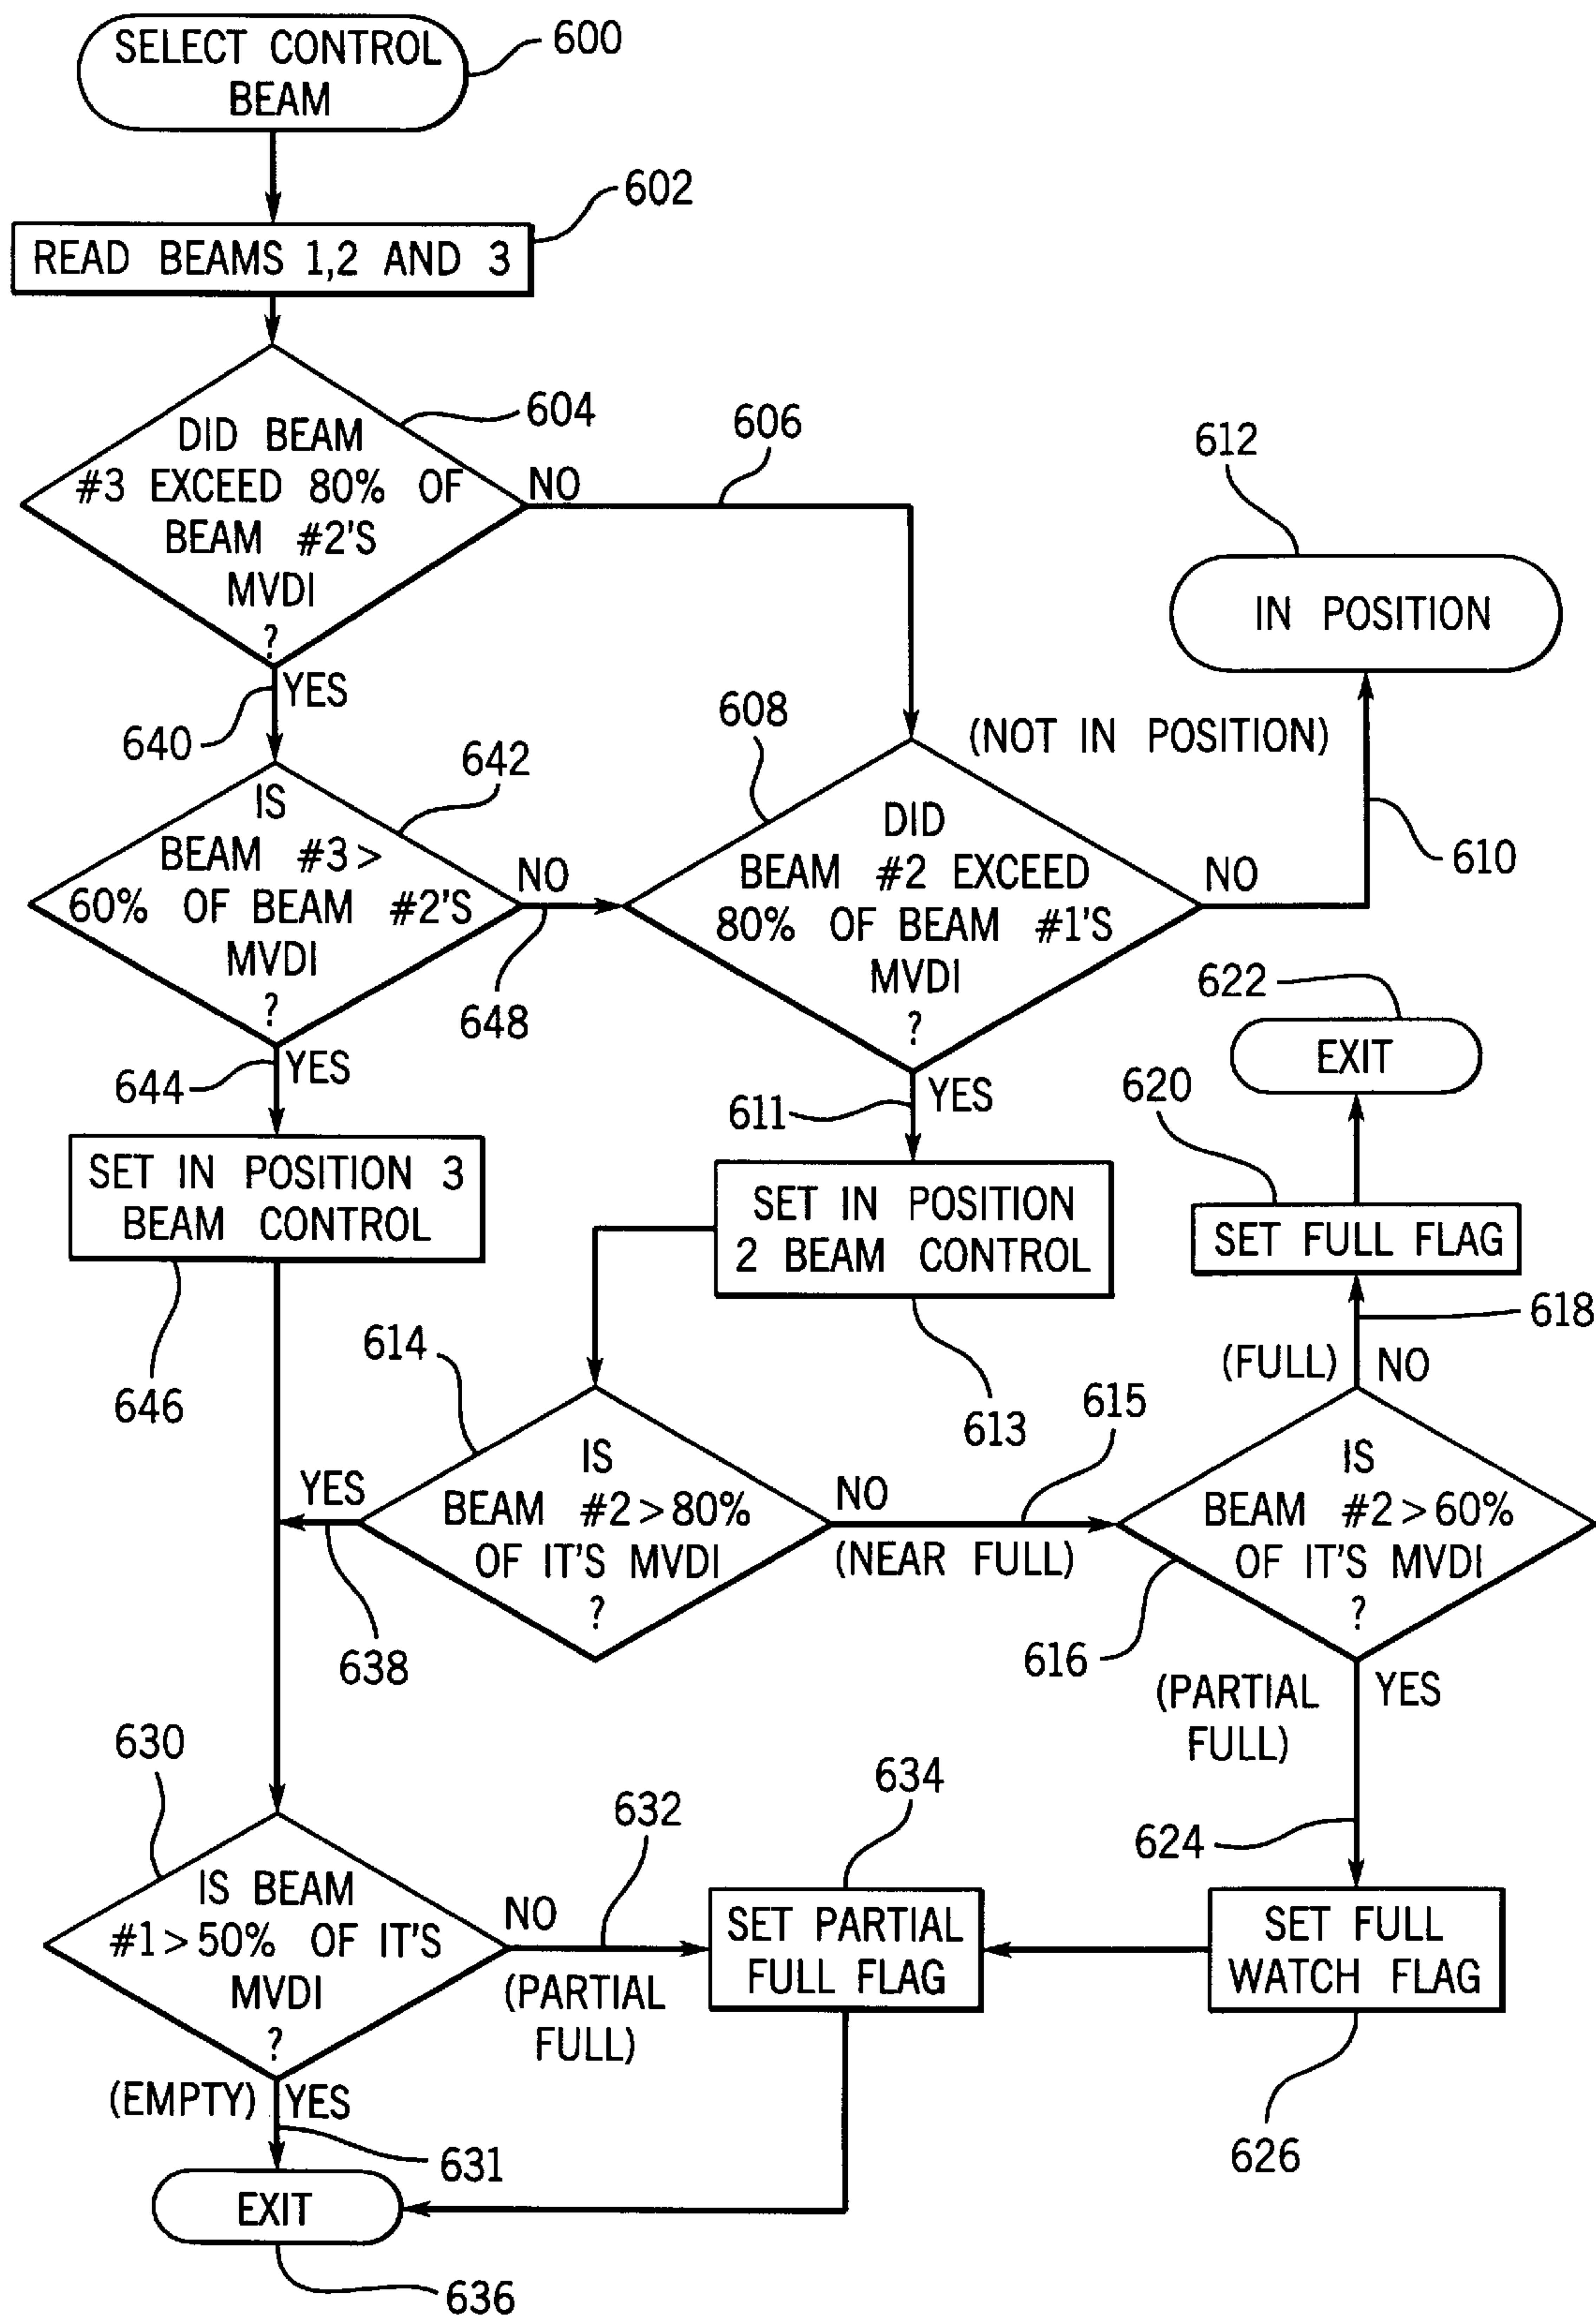 SELECT CONTROL
BEAM
600
602
READ BEAMS 1,2 AND 3
604
DID BEAM
#3 EXCEED 80% OF
BEAM #2'S
MVDI
?
NO
606
612
IN POSITION
YES
640
642
IS
BEAM #3 >
60% OF BEAM #2'S
MVDI
?
NO
648
608
(NOT IN POSITION)
DID
BEAM #2 EXCEED
80% OF BEAM #1'S
MVDI
?
NO
610
622
EXIT
644
YES
611
YES
620
SET IN POSITION 3
BEAM CONTROL
646
SET IN POSITION
2 BEAM CONTROL
613
SET FULL FLAG
618
(FULL)
NO
614
IS
BEAM #2 > 80%
OF IT'S MVDI
?
YES
638
NO
(NEAR FULL)
615
IS
BEAM #2 > 60%
OF IT'S MVDI
?
616
(PARTIAL
FULL)
YES
624
630
IS BEAM
#1 > 50% OF IT'S
MVDI
?
NO
632
(PARTIAL
FULL)
634
SET PARTIAL
FULL FLAG
SET FULL
WATCH FLAG
626
(EMPTY)
YES
631
EXIT
636